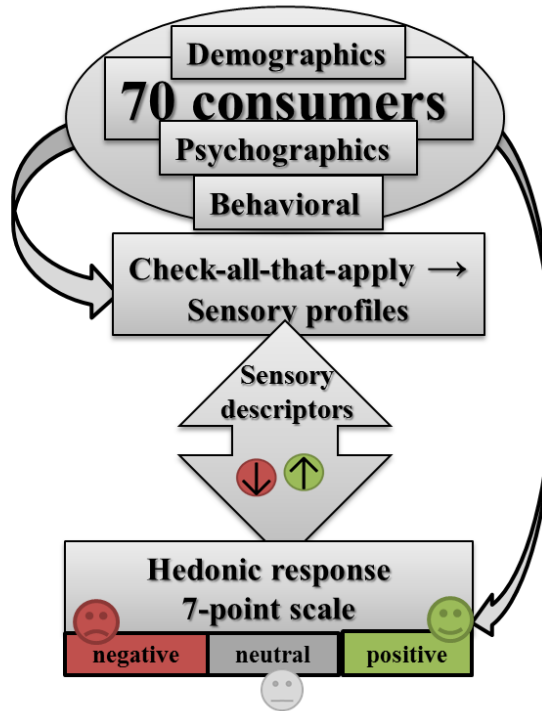 Demographics
70 consumers
Psychographics
Behavioral
Check-all-that-apply →
Sensory profiles
Sensory
descriptors
Hedonic response
7-point scale
negative neutral positive